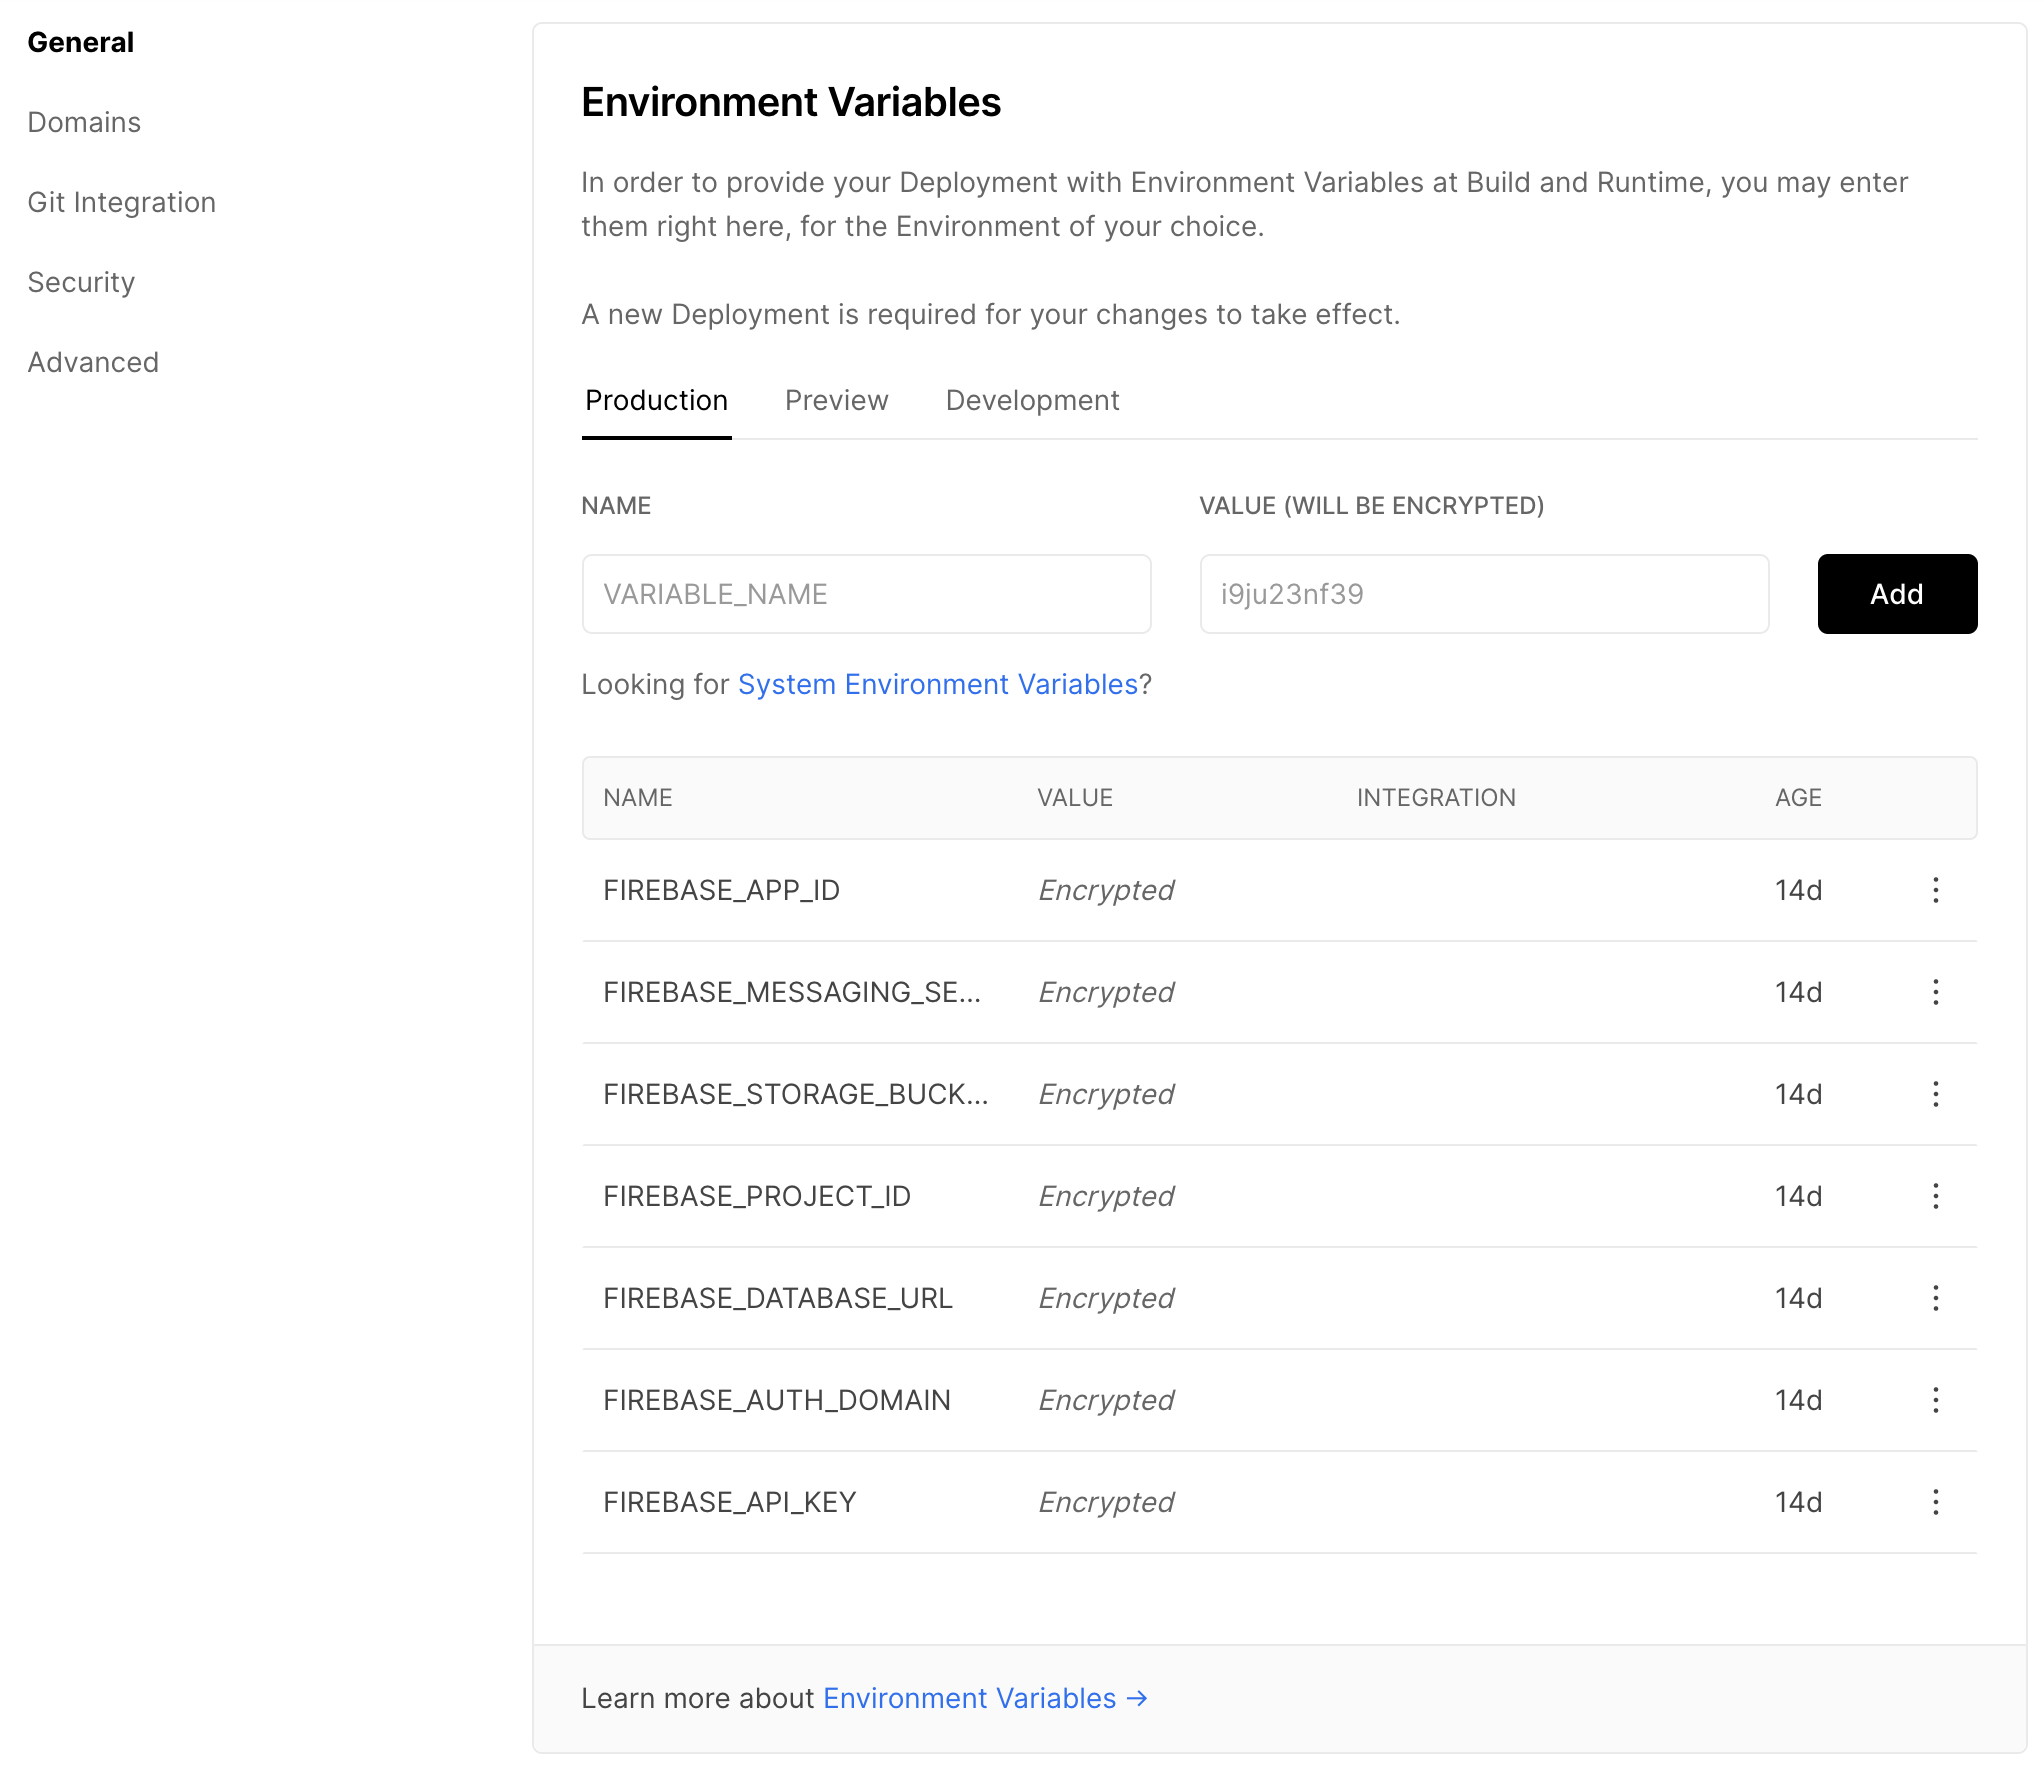 General
Domains
Git Integration
Security
Advanced
Environment Variables
In order to provide your Deployment with Environment Variables at Build and Runtime, you may enter
them right here, for the Environment of your choice.
A new Deployment is required for your changes to take effect.
Production Preview Development
NAME VALUE (WILL BE ENCRYPTED)
VARIABLE_NAME i9ju23nf39 Add
Looking for System Environment Variables?
NAME VALUE INTEGRATION AGE
FIREBASE_APP_ID Encrypted 14d
FIREBASE_MESSAGING_SE... Encrypted 14d
FIREBASE_STORAGE_BUCK... Encrypted 14d
FIREBASE_PROJECT_ID Encrypted 14d
FIREBASE_DATABASE_URL Encrypted 14d
FIREBASE_AUTH_DOMAIN Encrypted 14d
FIREBASE_API_KEY Encrypted 14d
Learn more about Environment Variables →